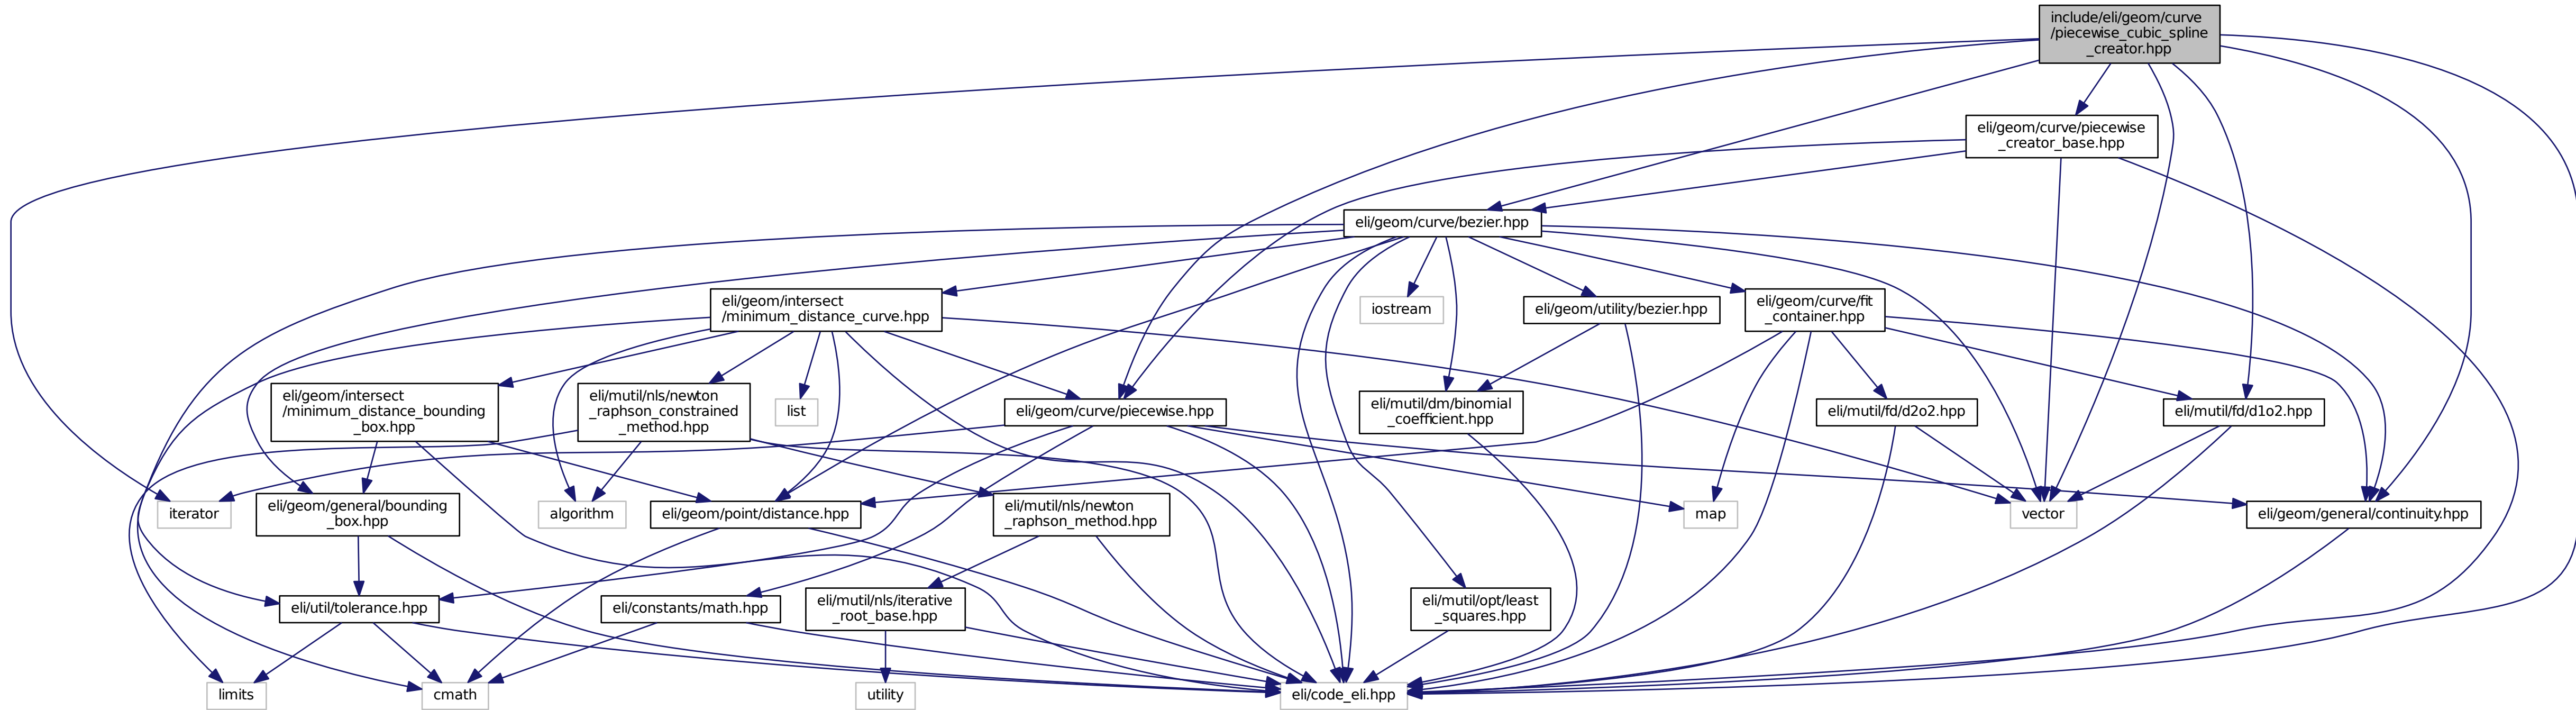 include/eli/geom/curve
/piecewise_cubic_spline
_creator.hpp
eli/geom/curve/piecewise
_creator_base.hpp
eli/geom/curve/bezier.hpp
eli/geom/intersect
/minimum_distance_curve.hpp
iostream
eli/geom/utility/bezier.hpp
eli/geom/curve/fit
_container.hpp
eli/geom/intersect
/minimum_distance_bounding
_box.hpp
eli/mutil/nls/newton
_raphson_constrained
_method.hpp
list
eli/geom/curve/piecewise.hpp
eli/mutil/dm/binomial
_coefficient.hpp
eli/mutil/fd/d2o2.hpp
eli/mutil/fd/d1o2.hpp
iterator
eli/geom/general/bounding
_box.hpp
algorithm
eli/geom/point/distance.hpp
eli/mutil/nls/newton
_raphson_method.hpp
map
vector
eli/geom/general/continuity.hpp
eli/util/tolerance.hpp
eli/constants/math.hpp
eli/mutil/nls/iterative
_root_base.hpp
eli/mutil/opt/least
_squares.hpp
limits
cmath
utility
eli/code_eli.hpp